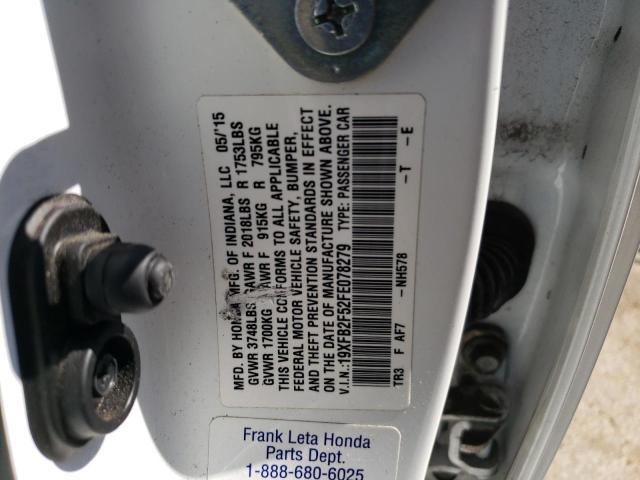 MFD. BY HONDA MFG. OF INDIANA, LLC 05/'15
GVWR 3748LBS GAWR F 2018LBS R 1753LBS
GVWR 1700KG GAWR F 915KG R 795KG
THIS VEHICLE CONFORMS TO ALL APPLICABLE
FEDERAL MOTOR VEHICLE SAFETY, BUMPER,
AND THEFT PREVENTION STANDARDS IN EFFECT
ON THE DATE OF MANUFACTURE SHOWN ABOVE.
V.I.N.:19XFB2F52FE078279 TYPE: PASSENGER CAR
TR3 F AF7 -NH578 -T -E
Frank Leta Honda
Parts Dept.
1-888-680-6025